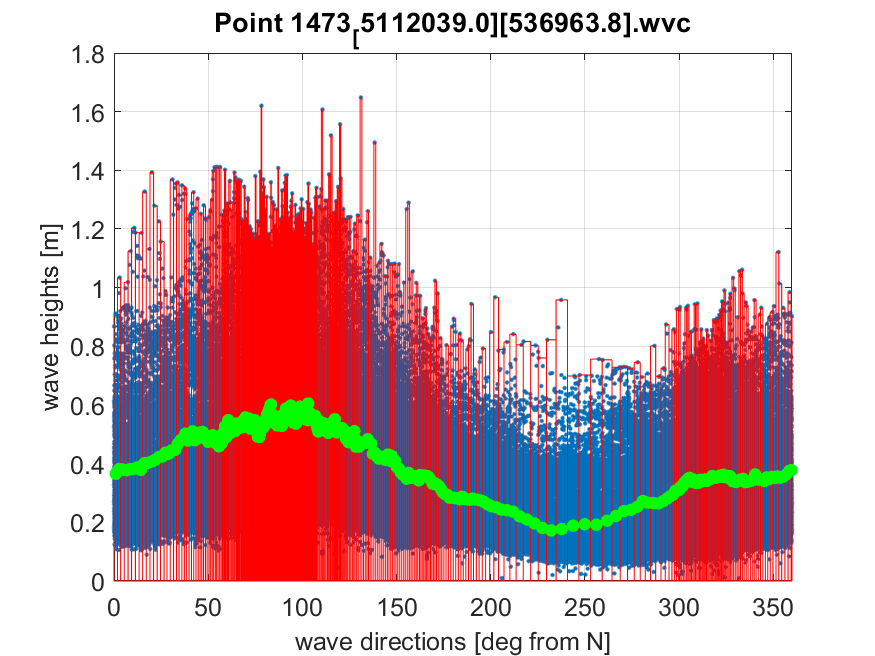 Point 1473[5112039.0][536963.8].wvc
1.8
1.6
1.4
1.2
1
0.8
0.6
0.4
0.2
0
wave heights [m]
0 50 100 150 200 250 300 350
wave directions [deg from N]